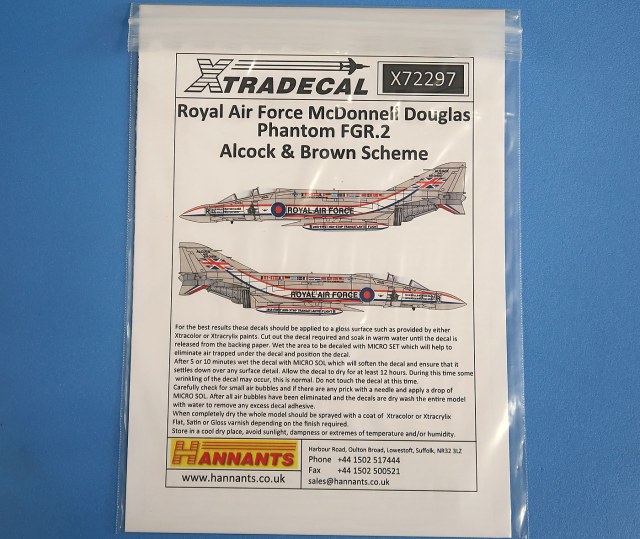 XTRADECAL
X72297
Royal Air Force McDonnell Douglas
Phantom FGR.2
Alcock & Brown Scheme
ROYAL AIR FORCE
ROYAL AIR FORCE
For the best results these decals should be applied to a gloss surface such as provided by either
Xtracolor or Xtracrylix paints. Cut out the decal required and soak in warm water until the decal is
released from the backing paper. Wet the area to be decaled with MICRO SET which will help to
eliminate air trapped under the decal and position the decal.
After 5 or 10 minutes wet the decal with MICRO SOL which will soften the decal and ensure that it
settles down over any surface detail. Allow the decal to dry for at least 12 hours. During this time some
wrinkling of the decal may occur, this is normal. Do not touch the decal at this time.
Carefully check for small air bubbles and if there are any prick with a needle and apply a drop of
MICRO SOL. After all air bubbles have been eliminated and the decals are dry wash the entire model
with water to remove any excess decal adhesive.
When completely dry the whole model should be sprayed with a coat of Xtracolor or Xtracrylix
Flat, Satin or Gloss varnish depending on the finish required.
Store in a cool dry place, avoid sunlight, dampness or extremes of temperature and/or humidity.
HANNANTS
www.hannants.co.uk
Harbour Road, Oulton Broad, Lowestoft, Suffolk, NR32 3LZ
Phone +44 1502 517444
Fax +44 1502 500521
sales@hannants.co.uk